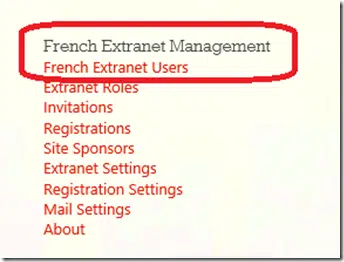 French Extranet Management
French Extranet Users
Extranet Roles
Invitations
Registrations
Site Sponsors
Extranet Settings
Registration Settings
Mail Settings
About